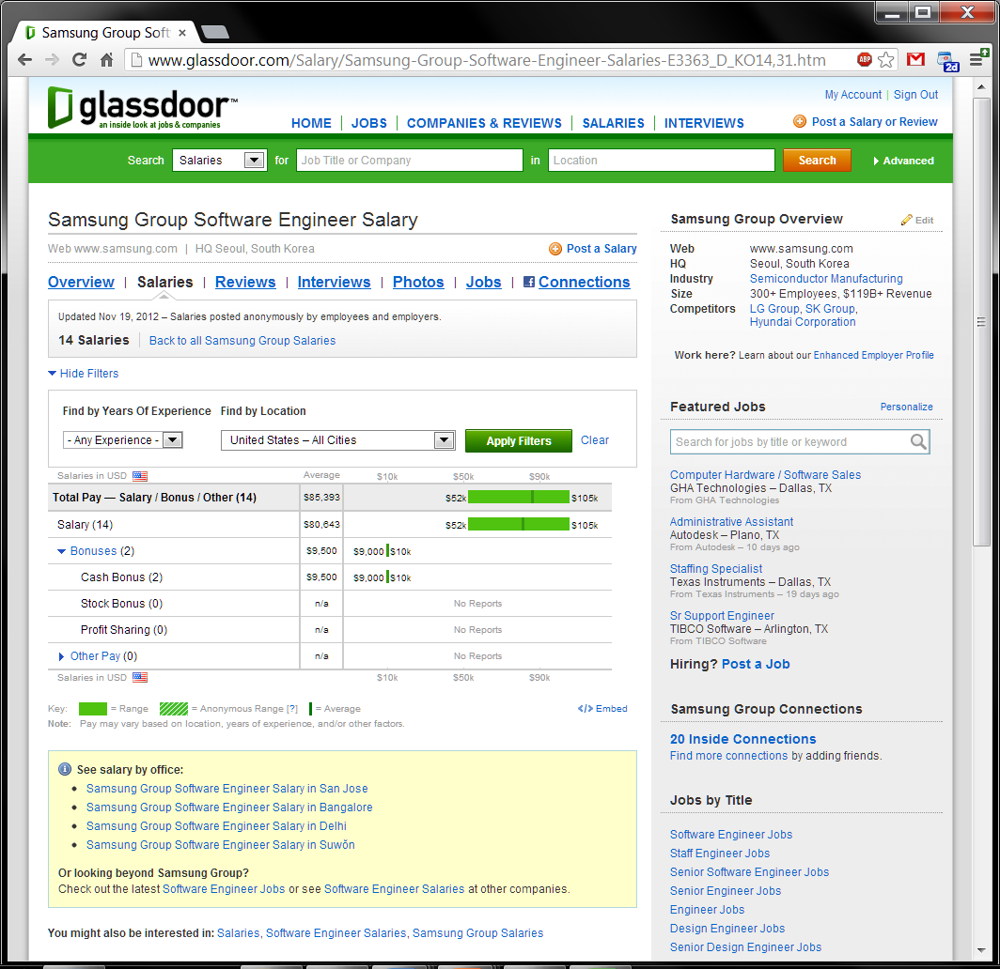 Samsung Group Soft
www.glassdoor.com/Salary/Samsung-Group-Software-Engineer-Salaries-E3363_D_KO14,31.htm
ABP
2d
glassdoor™
an inside look at jobs & companies
My Account | Sign Out
HOME | JOBS | COMPANIES & REVIEWS | SALARIES | INTERVIEWS
Post a Salary or Review
Search Salaries for Job Title or Company in Location Search Advanced
Samsung Group Software Engineer Salary
Web www.samsung.com | HQ Seoul, South Korea
Post a Salary
Overview | Salaries | Reviews | Interviews | Photos | Jobs | Connections
Updated Nov 19, 2012 – Salaries posted anonymously by employees and employers.
14 Salaries Back to all Samsung Group Salaries
Hide Filters
Find by Years Of Experience Find by Location
- Any Experience - United States – All Cities Apply Filters Clear
Salaries in USD Average $10k $50k $90k
Total Pay — Salary / Bonus / Other (14) $85,393 $52k $105k
Salary (14) $80,643 $52k $105k
Bonuses (2) $9,500 $9,000 $10k
Cash Bonus (2) $9,500 $9,000 $10k
Stock Bonus (0) n/a No Reports
Profit Sharing (0) n/a No Reports
Other Pay (0) n/a No Reports
Salaries in USD $10k $50k $90k
Key: = Range = Anonymous Range [?] = Average
</> Embed
Note: Pay may vary based on location, years of experience, and/or other factors.
See salary by office:
Samsung Group Software Engineer Salary in San Jose
Samsung Group Software Engineer Salary in Bangalore
Samsung Group Software Engineer Salary in Delhi
Samsung Group Software Engineer Salary in Suwŏn
Or looking beyond Samsung Group?
Check out the latest Software Engineer Jobs or see Software Engineer Salaries at other companies.
You might also be interested in: Salaries, Software Engineer Salaries, Samsung Group Salaries
Samsung Group Overview
Edit
Web www.samsung.com
HQ Seoul, South Korea
Industry Semiconductor Manufacturing
Size 300+ Employees, $119B+ Revenue
Competitors LG Group, SK Group,
Hyundai Corporation
Work here? Learn about our Enhanced Employer Profile
Featured Jobs
Personalize
Search for jobs by title or keyword
Computer Hardware / Software Sales
GHA Technologies – Dallas, TX
From GHA Technologies
Administrative Assistant
Autodesk – Plano, TX
From Autodesk – 10 days ago
Staffing Specialist
Texas Instruments – Dallas, TX
From Texas Instruments – 19 days ago
Sr Support Engineer
TIBCO Software – Arlington, TX
From TIBCO Software
Hiring? Post a Job
Samsung Group Connections
20 Inside Connections
Find more connections by adding friends.
Jobs by Title
Software Engineer Jobs
Staff Engineer Jobs
Senior Software Engineer Jobs
Senior Engineer Jobs
Engineer Jobs
Design Engineer Jobs
Senior Design Engineer Jobs